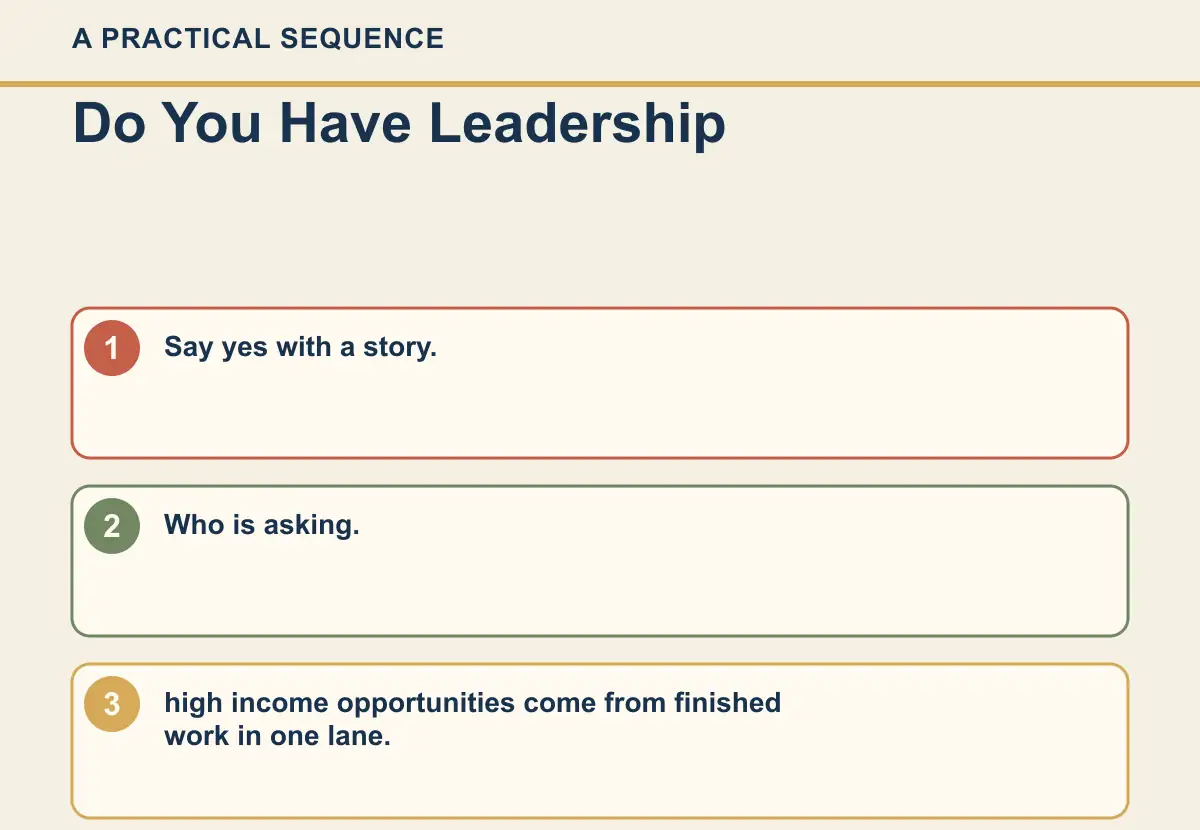 A PRACTICAL SEQUENCE
Do You Have Leadership
1
Say yes with a story.
2
Who is asking.
3
high income opportunities come from finished
work in one lane.